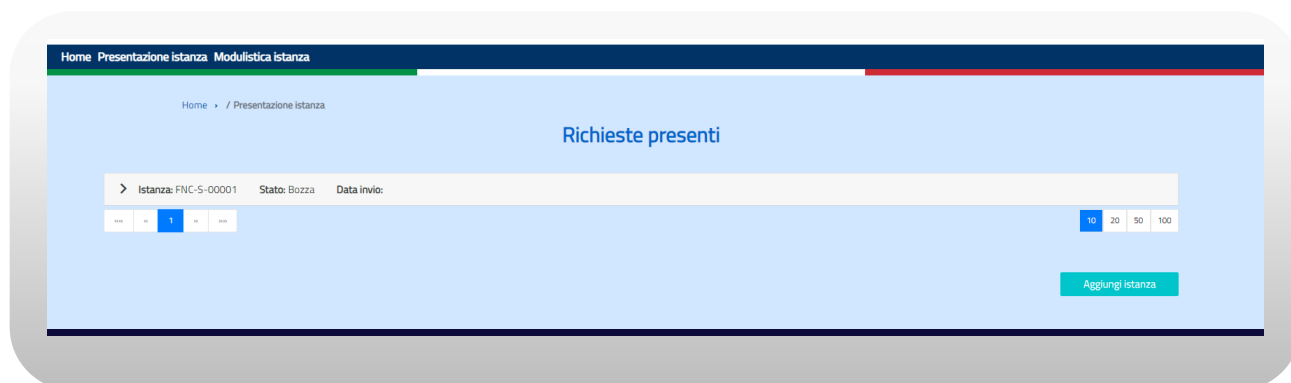 Home Presentazione istanza Modulistica istanza
Home › / Presentazione istanza
Richieste presenti
Istanza: FNC-S-00001 Stato: Bozza Data invio:
«« « 1 » »» 10 20 50 100
Aggiungi istanza